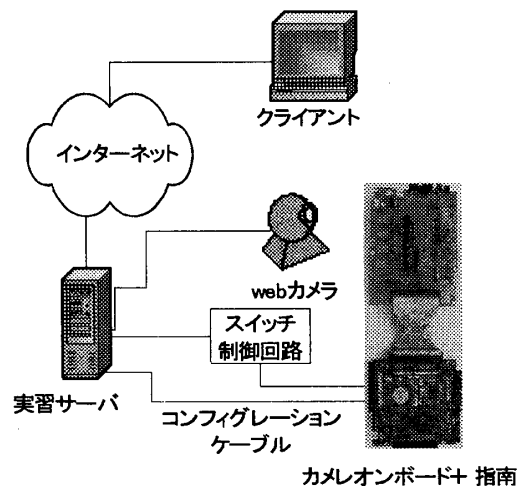 クライアント
インターネット
webカメラ
スイッチ
制御回路
実習サーバ
コンフィグレーション
ケーブル
カメレオンボード+ 指南